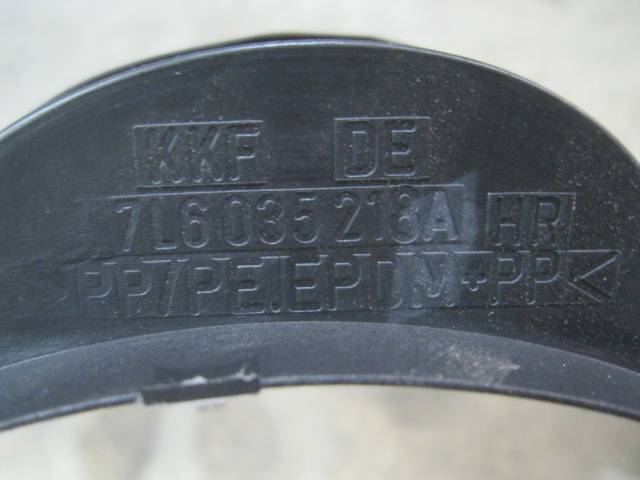 KKF DE
7L6 035 218A HR
>PP/PE.EPDM+PP<